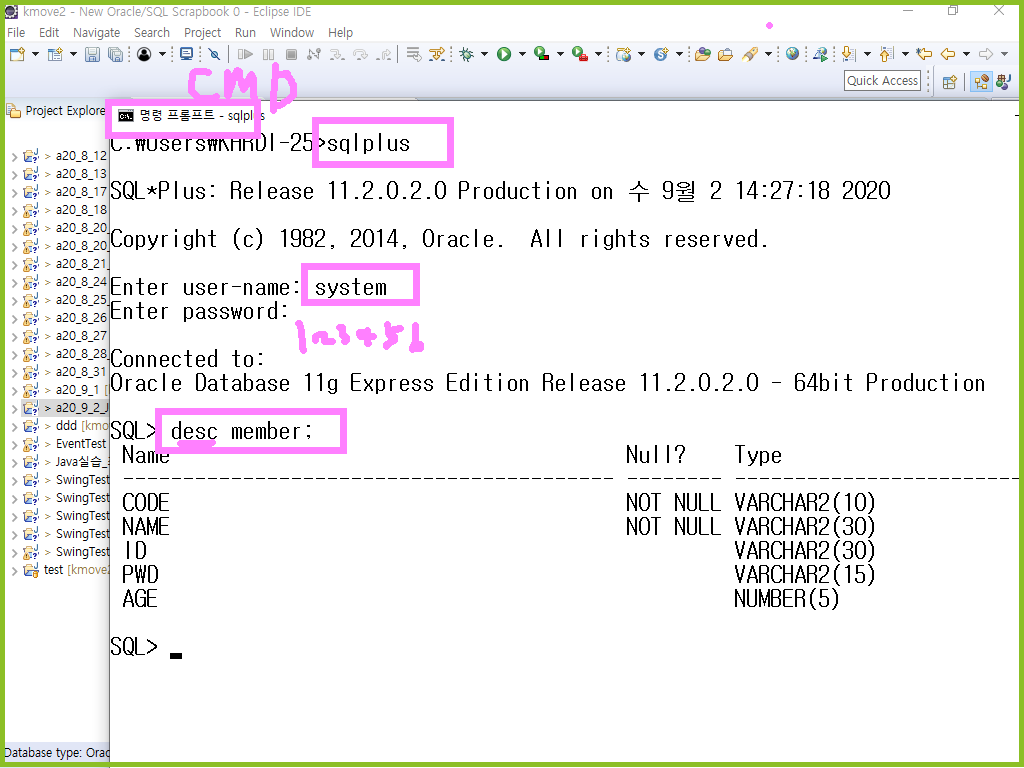 kmove2 - New Oracle/SQL Scrapbook 0 - Eclipse IDE
File Edit Navigate Search Project Run Window Help
CMD
Quick Access
Project Explore
명령 프롬프트 - sqlplus
C:\Users\KHRDI-25>sqlplus
SQL*Plus: Release 11.2.0.2.0 Production on 수 9월 2 14:27:18 2020
Copyright (c) 1982, 2014, Oracle.  All rights reserved.
Enter user-name: system
Enter password:
123456
Connected to:
Oracle Database 11g Express Edition Release 11.2.0.2.0 - 64bit Production
SQL> desc member;
Name Null? Type
----------------------------------------- -------- ------------------------
CODE NOT NULL VARCHAR2(10)
NAME NOT NULL VARCHAR2(30)
ID VARCHAR2(30)
PWD VARCHAR2(15)
AGE NUMBER(5)
SQL> _
> a20_8_12
> a20_8_13
> a20_8_17
> a20_8_18
> a20_8_20
> a20_8_20
> a20_8_21
> a20_8_24
> a20_8_25
> a20_8_26
> a20_8_27
> a20_8_28
> a20_8_31
> a20_9_1 [
> a20_9_2_J
> ddd [kmo
> EventTest
> Java실습_
> SwingTest
> SwingTest
> SwingTest
> SwingTest
> SwingTest
test [kmove2
Database type: Orac